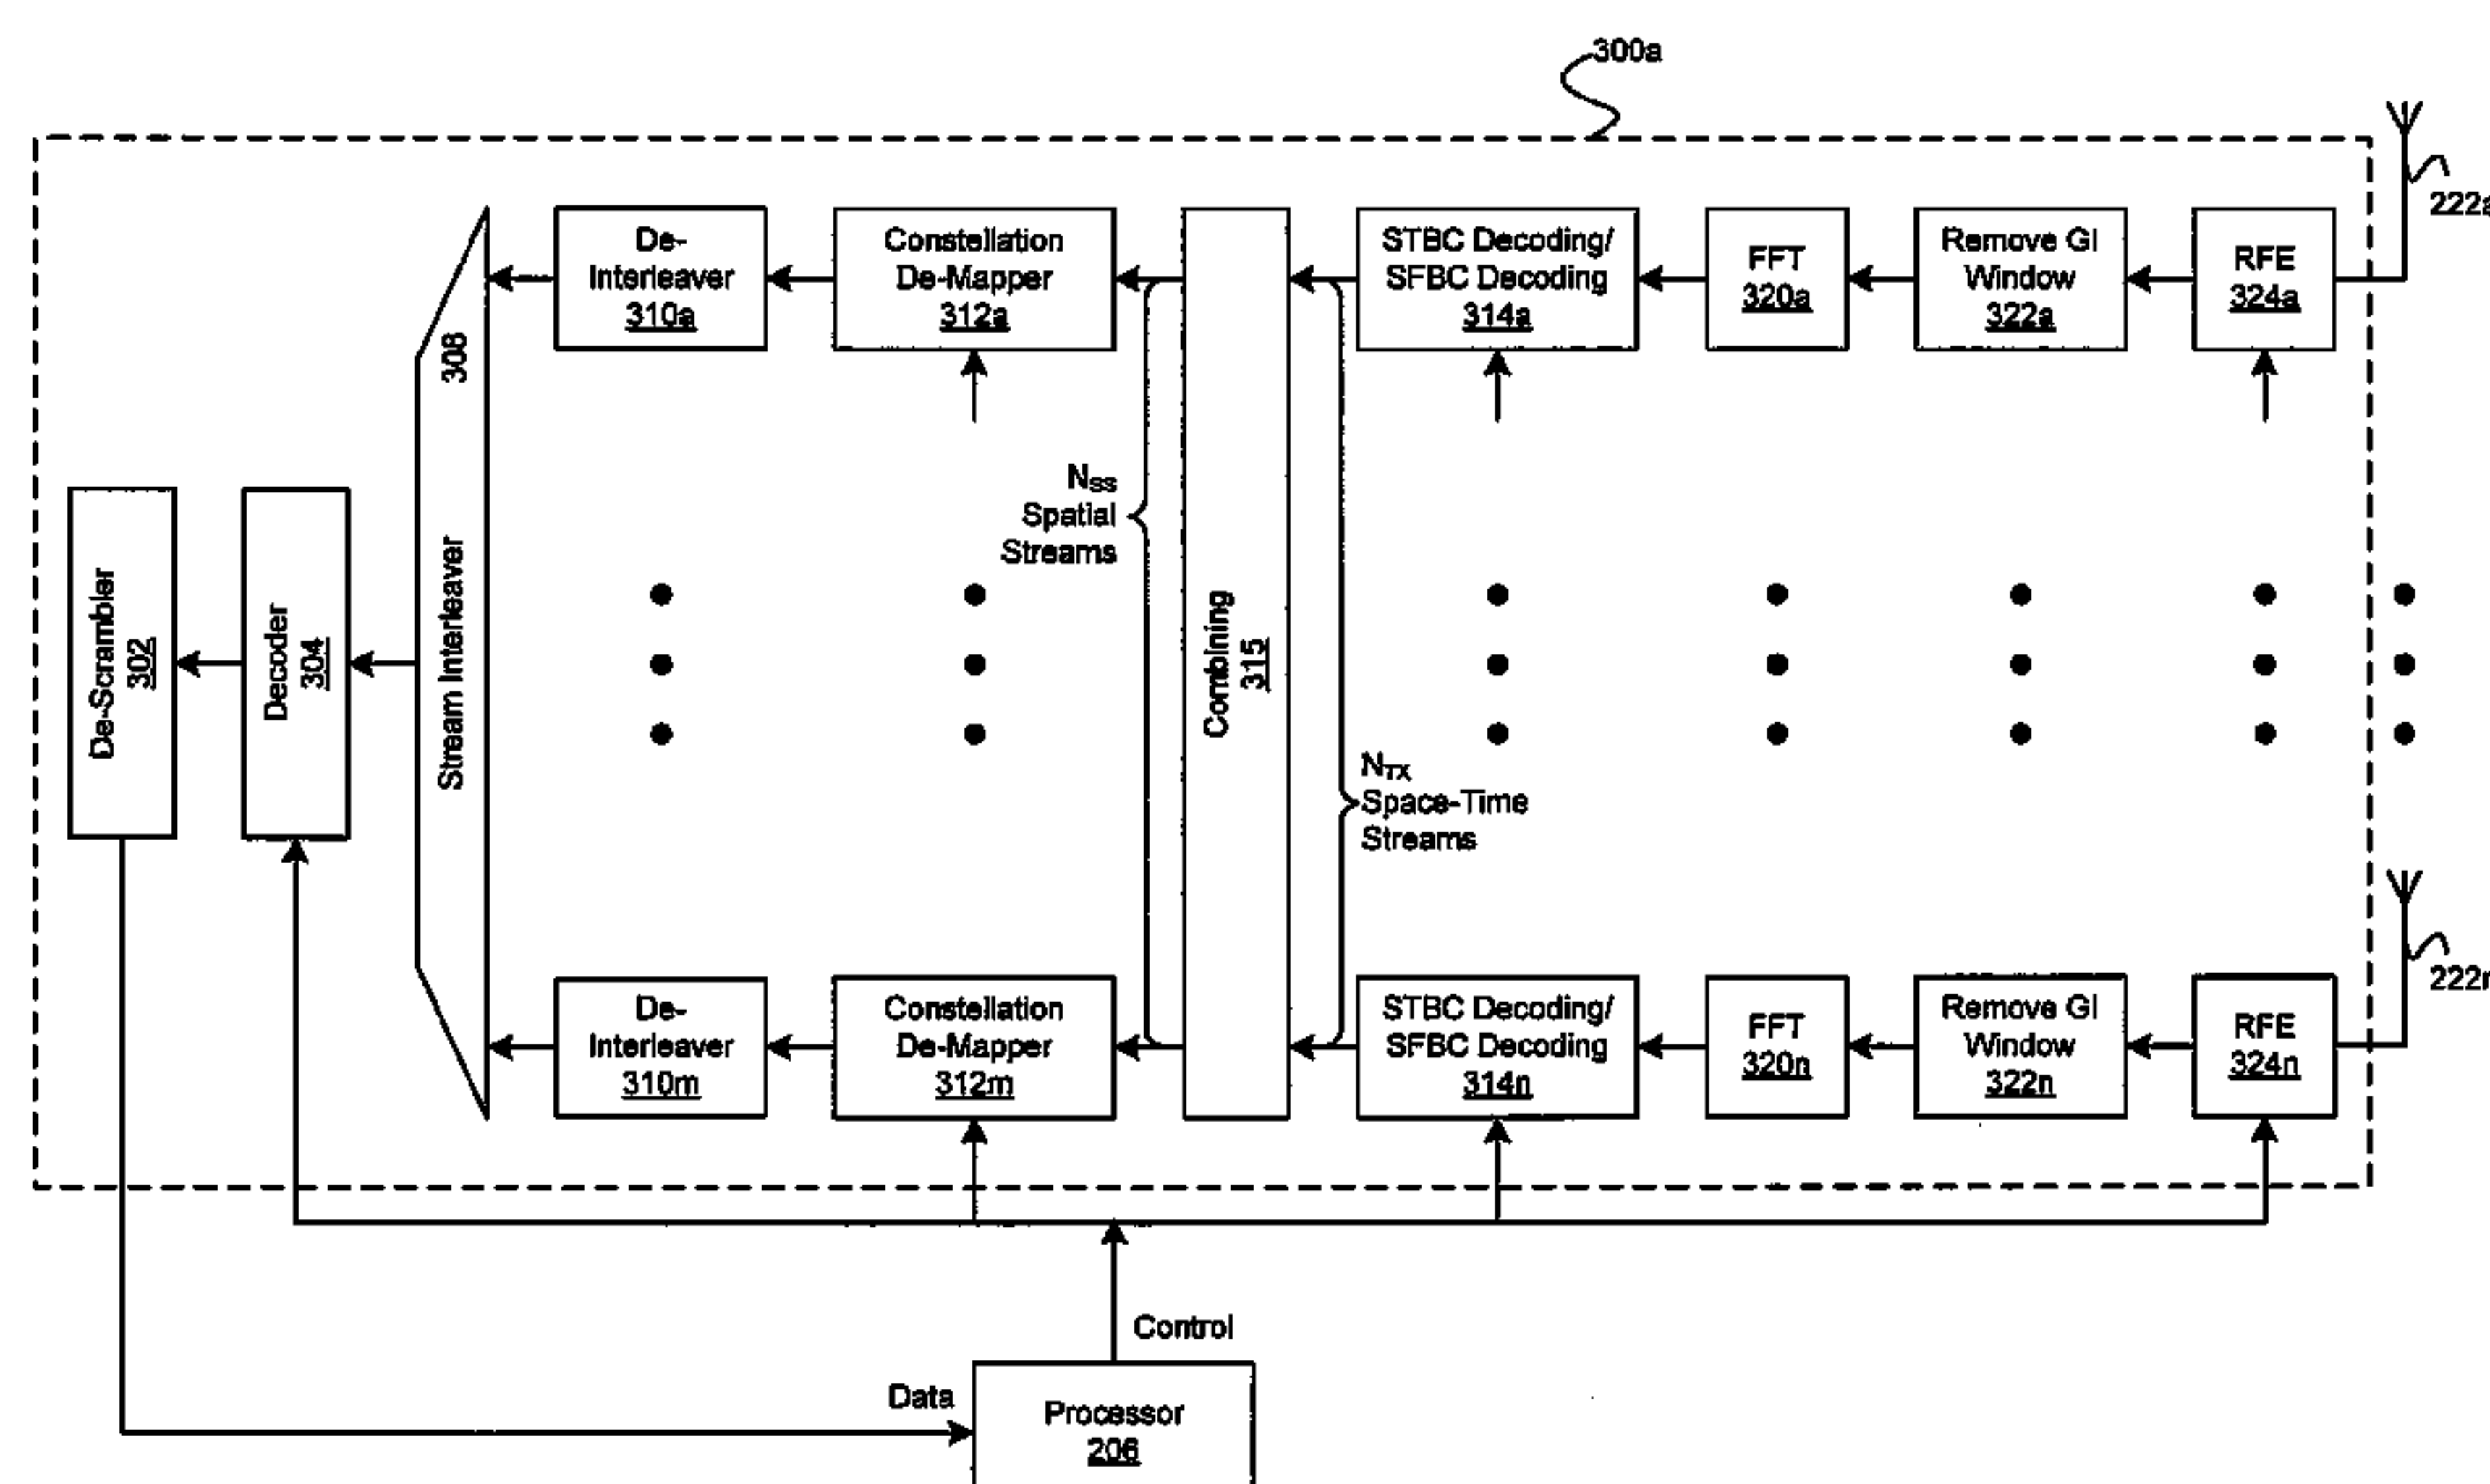 300a
222a
De-
Interleaver
310a
Constellation
De-Mapper
312a
STBC Decoding/
SFBC Decoding
314a
FFT
320a
Remove GI
Window
322a
RFE
324a
De-Scrambler
302
Decoder
304
Stream Interleaver 308
NSS
Spatial
Streams
Combining
315
NTX
Space-Time
Streams
De-
Interleaver
310m
Constellation
De-Mapper
312m
STBC Decoding/
SFBC Decoding
314n
FFT
320n
Remove GI
Window
322n
RFE
324n
222n
Control
Data
Processor
206